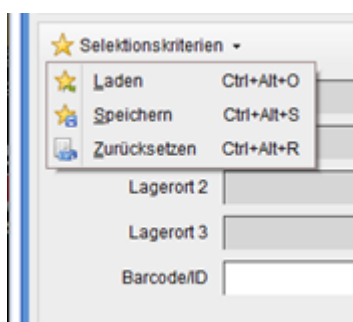 Selektionskriterien
Laden Ctrl+Alt+O
Speichern Ctrl+Alt+S
Zurücksetzen Ctrl+Alt+R
Lagerort 2
Lagerort 3
Barcode/ID